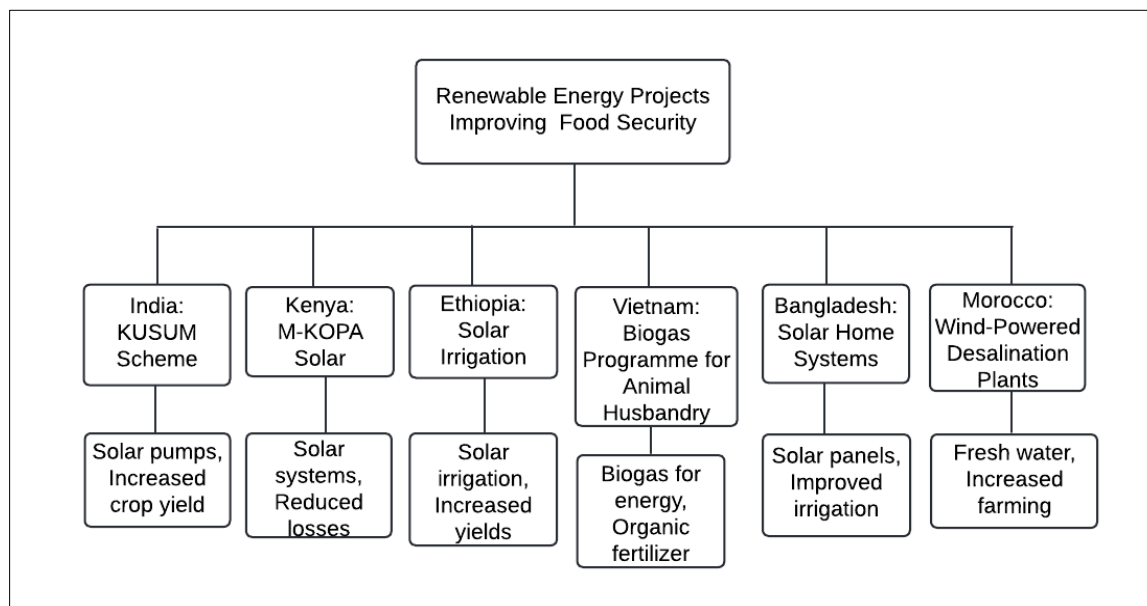 Renewable Energy Projects
Improving Food Security
India:
KUSUM
Scheme
Kenya:
M-KOPA
Solar
Ethiopia:
Solar
Irrigation
Vietnam:
Biogas
Programme for
Animal
Husbandry
Bangladesh:
Solar Home
Systems
Morocco:
Wind-Powered
Desalination
Plants
Solar pumps,
Increased
crop yield
Solar
systems,
Reduced
losses
Solar
irrigation,
Increased
yields
Biogas for
energy,
Organic
fertilizer
Solar panels,
Improved
irrigation
Fresh water,
Increased
farming